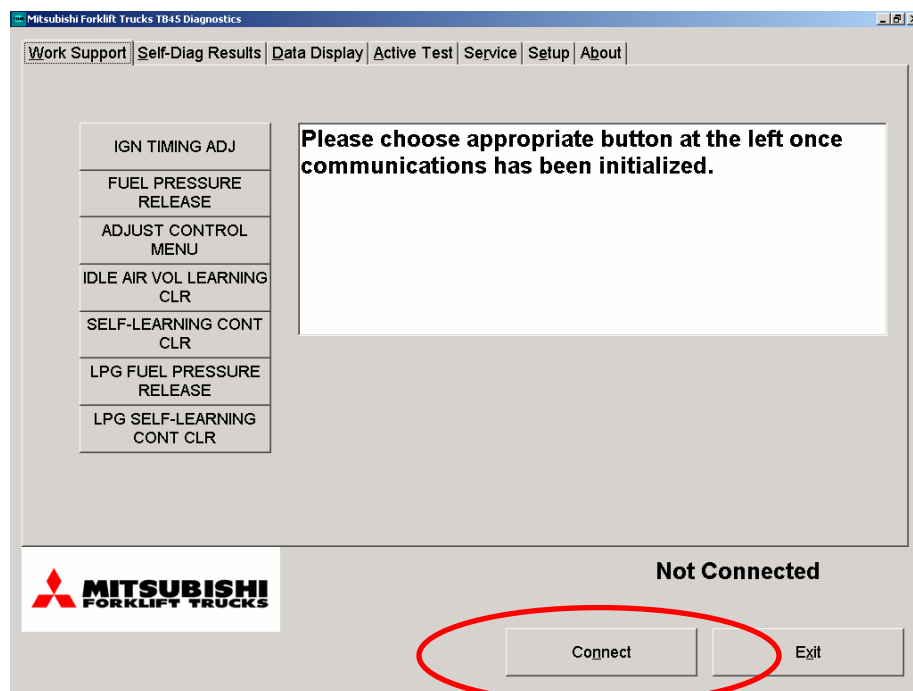 Mitsubishi Forklift Trucks TB45 Diagnostics
Work Support Self-Diag Results Data Display Active Test Service Setup About
IGN TIMING ADJ
FUEL PRESSURE
RELEASE
ADJUST CONTROL
MENU
IDLE AIR VOL LEARNING
CLR
SELF-LEARNING CONT
CLR
LPG FUEL PRESSURE
RELEASE
LPG SELF-LEARNING
CONT CLR
Please choose appropriate button at the left once
communications has been initialized.
MITSUBISHI
FORKLIFT TRUCKS
Not Connected
Connect
Exit